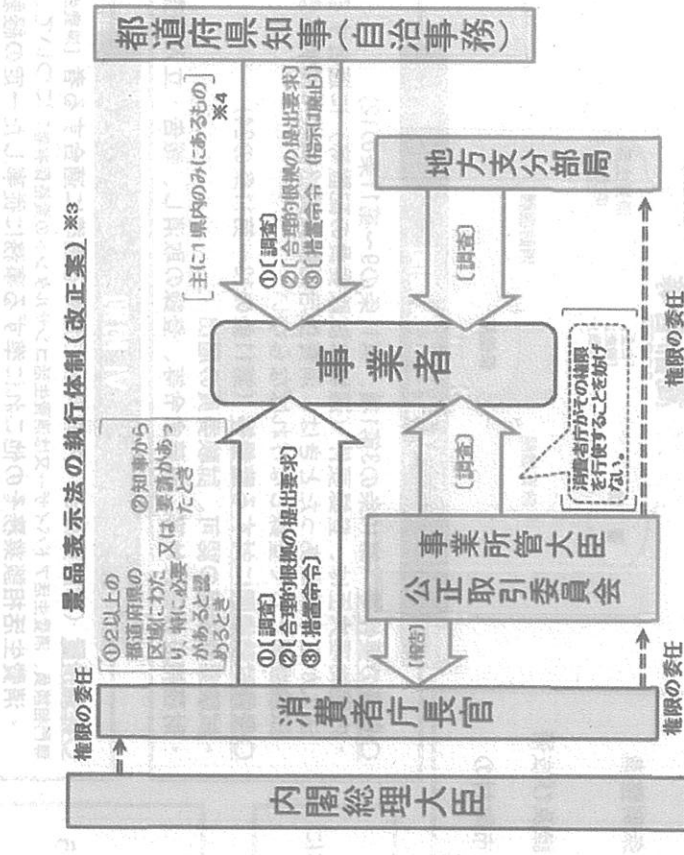 景品表示法の執行体制(改正案)※3
権限の委任
内閣総理大臣
消費者庁長官
①2以上の
都道府県の
区域にわた
り、特に必要
があると認
めるとき
又は
②知事から
要請があっ
たとき
①〔調査〕
②〔合理的根拠の提出要求〕
③〔措置命令〕
[報告]
事業所管大臣
公正取引委員会
〔調査〕
消費者庁がその権限
を行使することを妨げ
ない。
権限の委任
権限の委任
事業者
都道府県知事(自治事務)
[主に1県内のみにあるもの]
※4
①〔調査〕
②〔合理的根拠の提出要求〕
③〔措置命令 (指示は廃止)〕
地方支分部局
〔調査〕